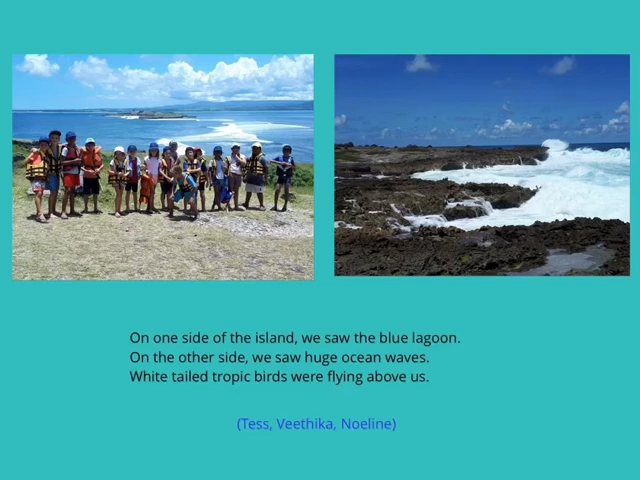 On one side of the island, we saw the blue lagoon.
On the other side, we saw huge ocean waves.
White tailed tropic birds were flying above us.
(Tess, Veethika, Noeline)